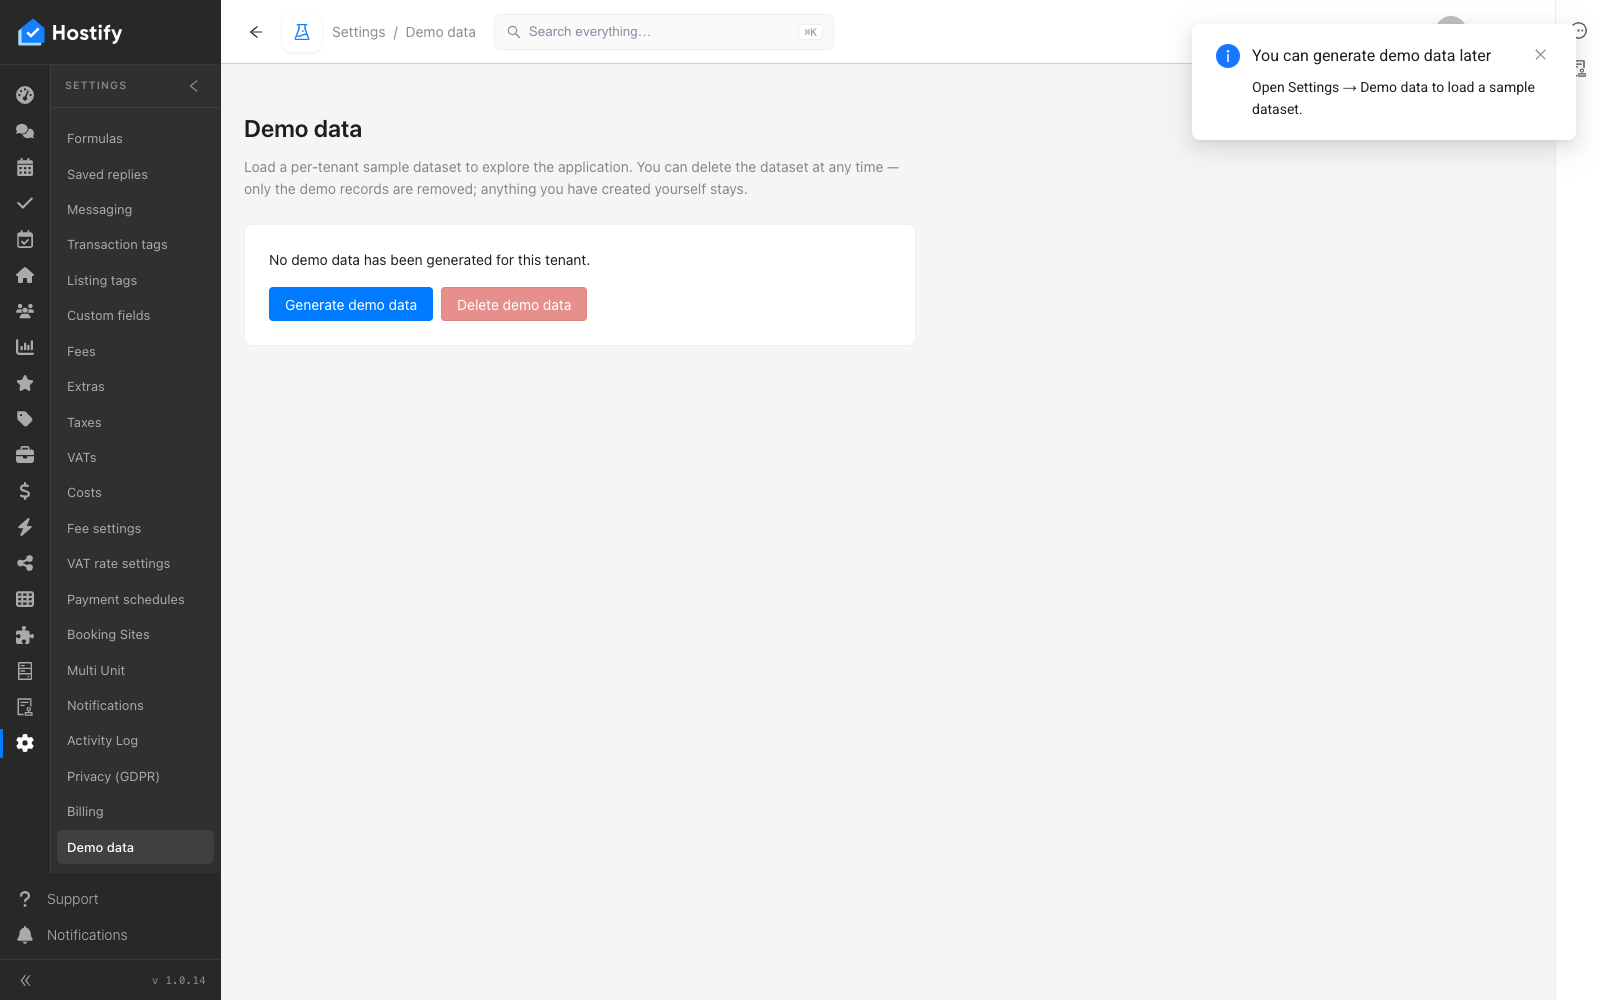 Hostify
Settings / Demo data
Search everything...
⌘K
You can generate demo data later
Open Settings → Demo data to load a sample
dataset.
SETTINGS
Formulas
Saved replies
Messaging
Transaction tags
Listing tags
Custom fields
Fees
Extras
Taxes
VATs
Costs
Fee settings
VAT rate settings
Payment schedules
Booking Sites
Multi Unit
Notifications
Activity Log
Privacy (GDPR)
Billing
Demo data
Support
Notifications
v 1.0.14
Demo data
Load a per-tenant sample dataset to explore the application. You can delete the dataset at any time —
only the demo records are removed; anything you have created yourself stays.
No demo data has been generated for this tenant.
Generate demo data
Delete demo data